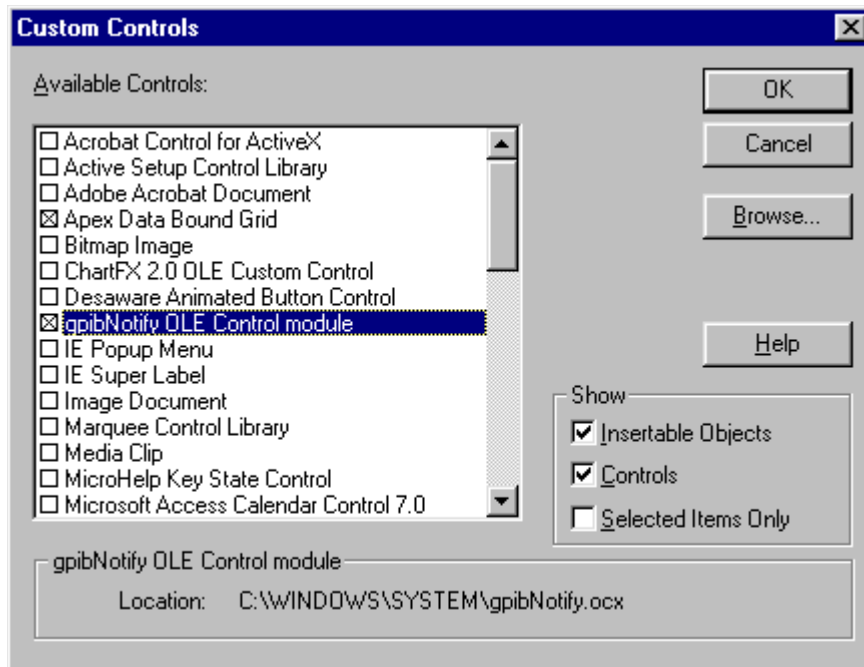 Custom Controls
Available Controls:
Acrobat Control for ActiveX
Active Setup Control Library
Adobe Acrobat Document
Apex Data Bound Grid
Bitmap Image
ChartFX 2.0 OLE Custom Control
Desaware Animated Button Control
gpibNotify OLE Control module
IE Popup Menu
IE Super Label
Image Document
Marquee Control Library
Media Clip
MicroHelp Key State Control
Microsoft Access Calendar Control 7.0
OK
Cancel
Browse...
Help
Show
Insertable Objects
Controls
Selected Items Only
gpibNotify OLE Control module
Location: C:\WINDOWS\SYSTEM\gpibNotify.ocx